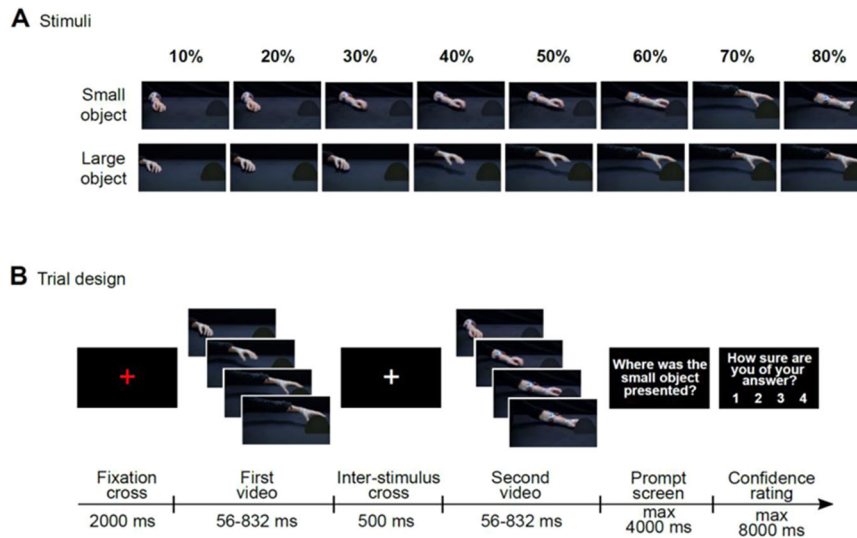 A Stimuli
10% 20% 30% 40% 50% 60% 70% 80%
Small
object
Large
object
B Trial design
Where was the
small object
presented?
How sure are
you of your
answer?
1 2 3 4
Fixation
cross
First
video
Inter-stimulus
cross
Second
video
Prompt
screen
Confidence
rating
2000 ms
56-832 ms
500 ms
56-832 ms
max
4000 ms
max
8000 ms